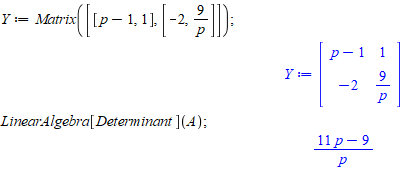 Y := Matrix([[p − 1, 1], [−2, 9/p]]);
Y := [p − 1 1
−2 9/p]
LinearAlgebra[Determinant](A);
(11 p − 9)/p